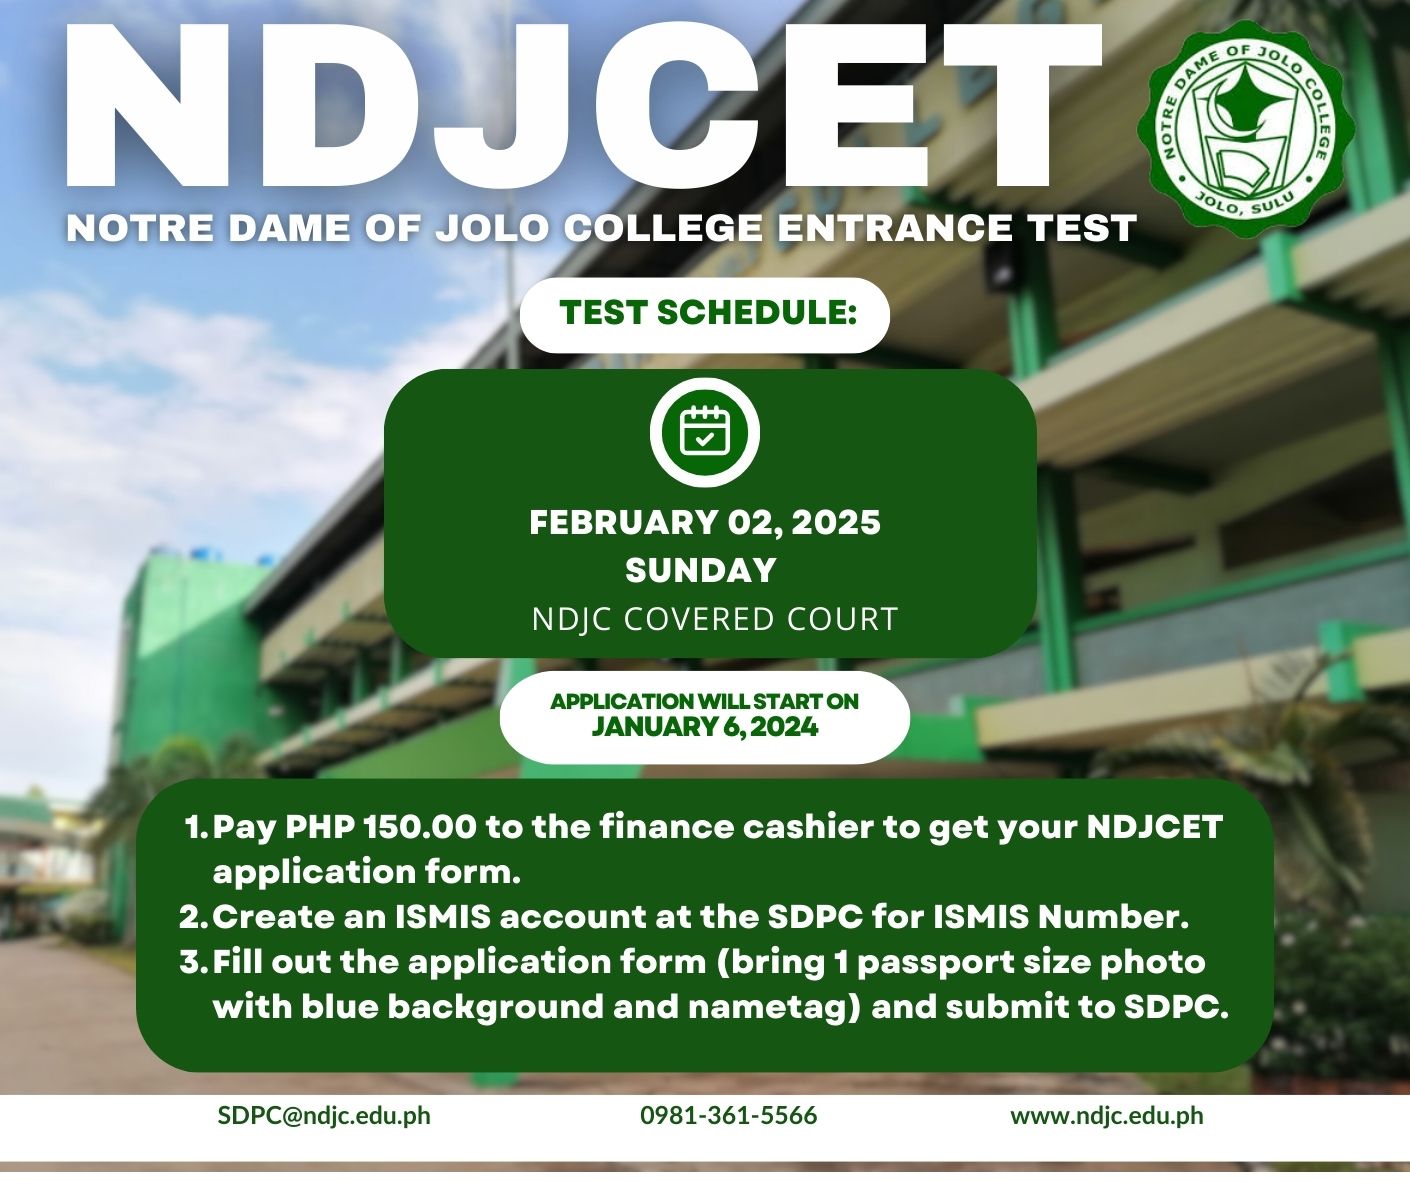 NDJCET
NOTRE DAME OF JOLO COLLEGE
JOLO, SULU
NOTRE DAME OF JOLO COLLEGE ENTRANCE TEST
TEST SCHEDULE:
FEBRUARY 02, 2025
SUNDAY
NDJC COVERED COURT
APPLICATION WILL START ON
JANUARY 6, 2024
1. Pay PHP 150.00 to the finance cashier to get your NDJCET
application form.
2. Create an ISMIS account at the SDPC for ISMIS Number.
3. Fill out the application form (bring 1 passport size photo
with blue background and nametag) and submit to SDPC.
SDPC@ndjc.edu.ph
0981-361-5566
www.ndjc.edu.ph